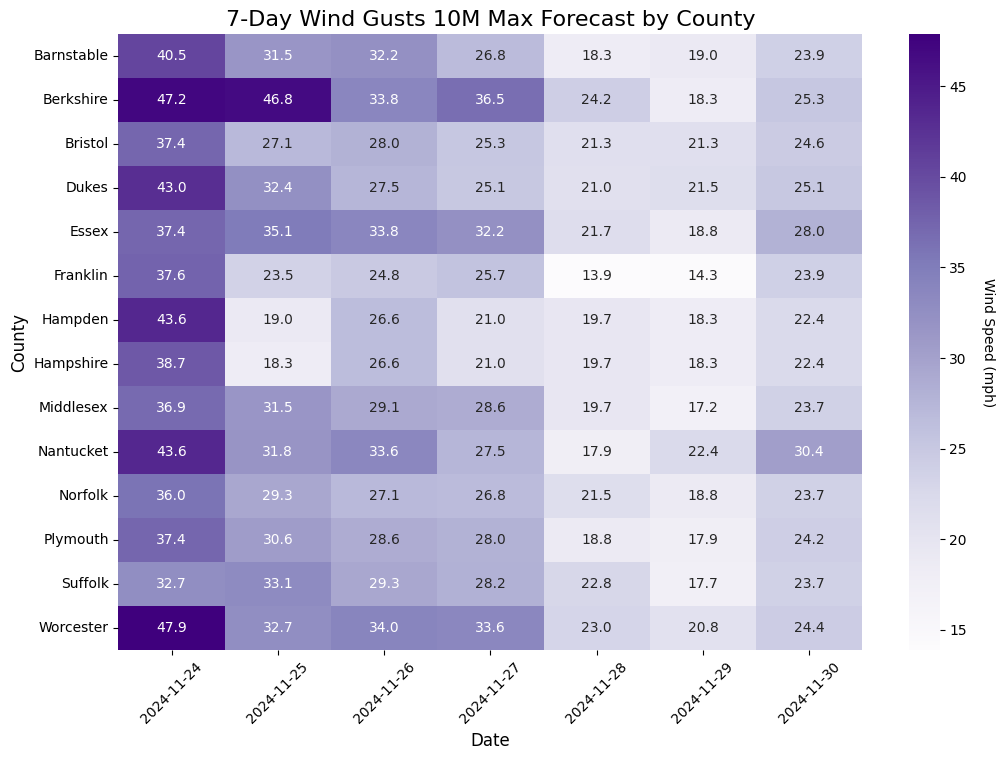 7-Day Wind Gusts 10M Max Forecast by County
Barnstable 40.5 31.5 32.2 26.8 18.3 19.0 23.9
Berkshire 47.2 46.8 33.8 36.5 24.2 18.3 25.3
Bristol 37.4 27.1 28.0 25.3 21.3 21.3 24.6
Dukes 43.0 32.4 27.5 25.1 21.0 21.5 25.1
Essex 37.4 35.1 33.8 32.2 21.7 18.8 28.0
Franklin 37.6 23.5 24.8 25.7 13.9 14.3 23.9
Hampden 43.6 19.0 26.6 21.0 19.7 18.3 22.4
Hampshire 38.7 18.3 26.6 21.0 19.7 18.3 22.4
Middlesex 36.9 31.5 29.1 28.6 19.7 17.2 23.7
Nantucket 43.6 31.8 33.6 27.5 17.9 22.4 30.4
Norfolk 36.0 29.3 27.1 26.8 21.5 18.8 23.7
Plymouth 37.4 30.6 28.6 28.0 18.8 17.9 24.2
Suffolk 32.7 33.1 29.3 28.2 22.8 17.7 23.7
Worcester 47.9 32.7 34.0 33.6 23.0 20.8 24.4
2024-11-24 2024-11-25 2024-11-26 2024-11-27 2024-11-28 2024-11-29 2024-11-30
Date
County
45
40
35
30
25
20
15
Wind Speed (mph)